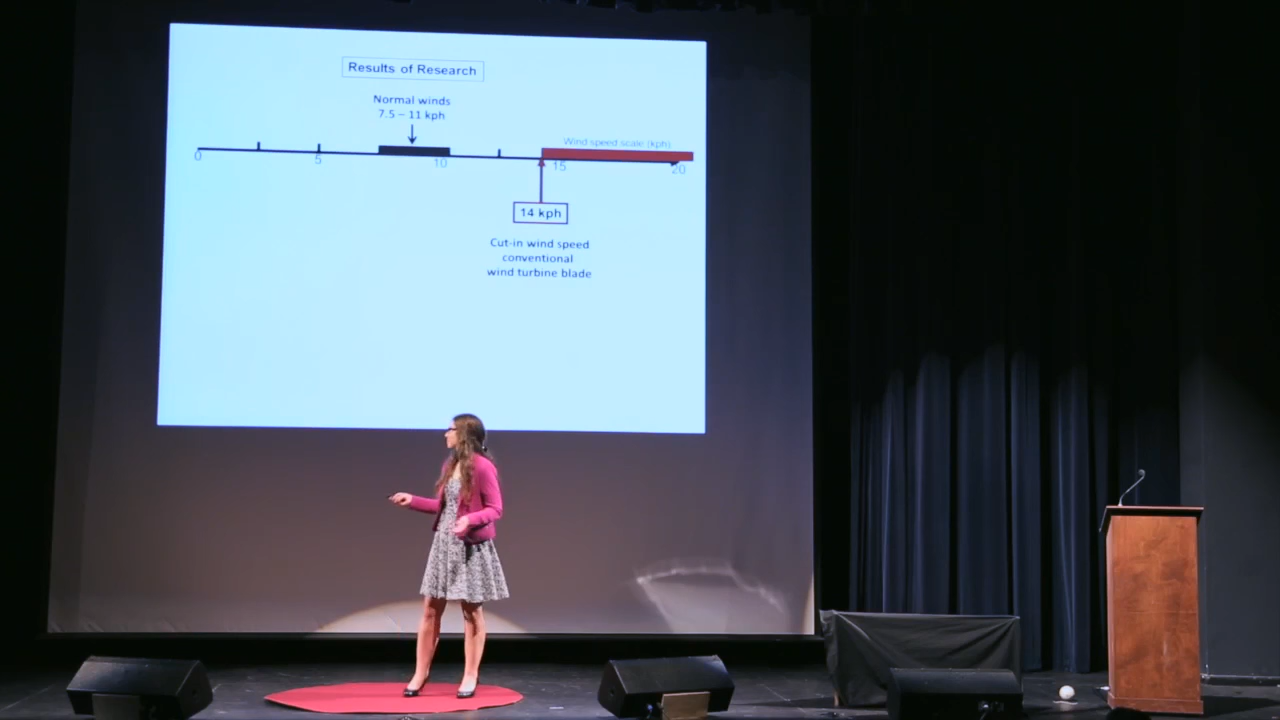 Results of Research
Normal winds
7.5 – 11 kph
Wind speed scale (kph)
0 5 10 15 20
14 kph
Cut-in wind speed
conventional
wind turbine blade